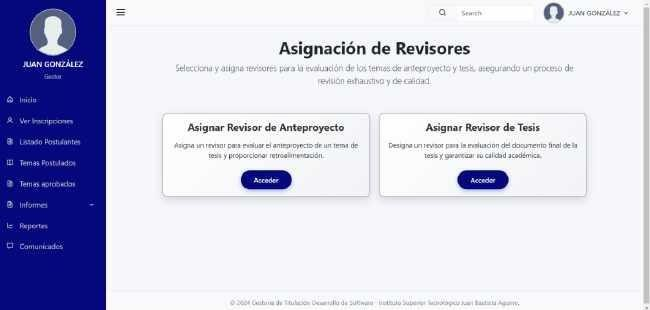 JUAN GONZÁLEZ
Gestor
Inicio
Ver Inscripciones
Listado Postulantes
Temas Postulados
Temas aprobados
Informes
Reportes
Comunicados
Search
JUAN GONZÁLEZ
Asignación de Revisores
Selecciona y asigna revisores para la evaluación de los temas de anteproyecto y tesis, asegurando un proceso de
revisión exhaustivo y de calidad.
Asignar Revisor de Anteproyecto
Asigna un revisor para evaluar el anteproyecto de un tema de
tesis y proporcionar retroalimentación.
Acceder
Asignar Revisor de Tesis
Designa un revisor para la evaluación del documento final de la
tesis y garantizar su calidad académica.
Acceder
© 2024 Gestoria de Titulación Desarrollo de Software - Instituto Superior Tecnológico Juan Bautista Aguirre.